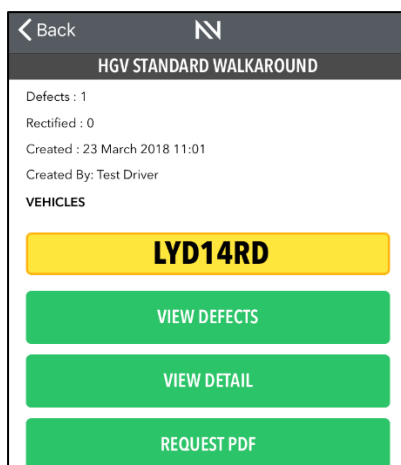 Back
HGV STANDARD WALKAROUND
Defects : 1
Rectified : 0
Created : 23 March 2018 11:01
Created By: Test Driver
VEHICLES
LYD14RD
VIEW DEFECTS
VIEW DETAIL
REQUEST PDF